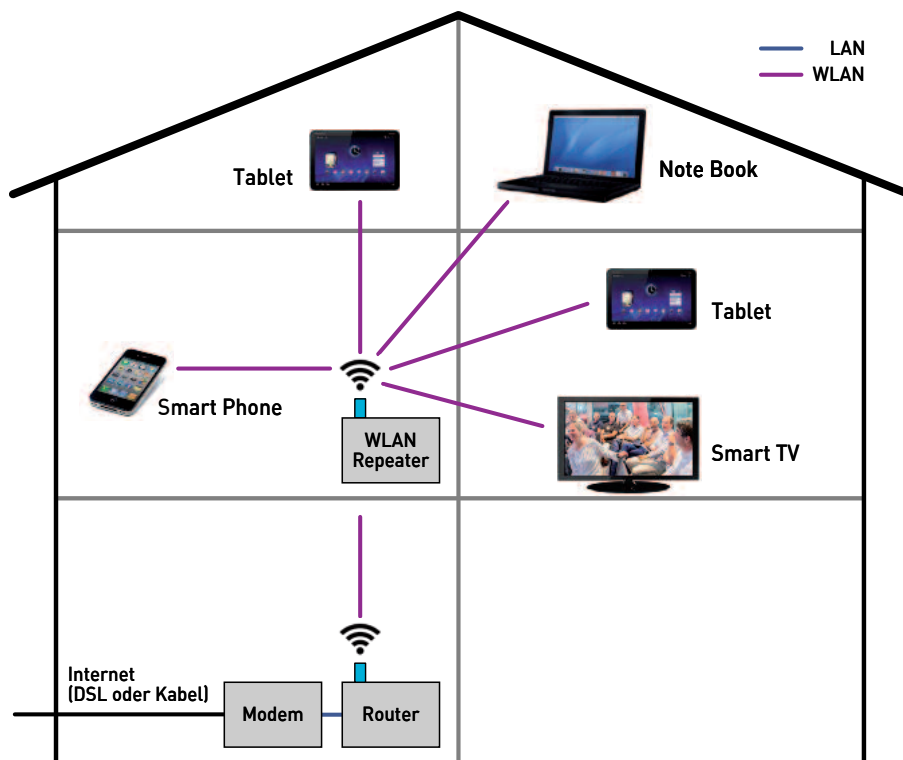 LAN
WLAN
Tablet
Note Book
Tablet
Smart Phone
WLAN
Repeater
Smart TV
Internet
(DSL oder Kabel)
Modem
Router